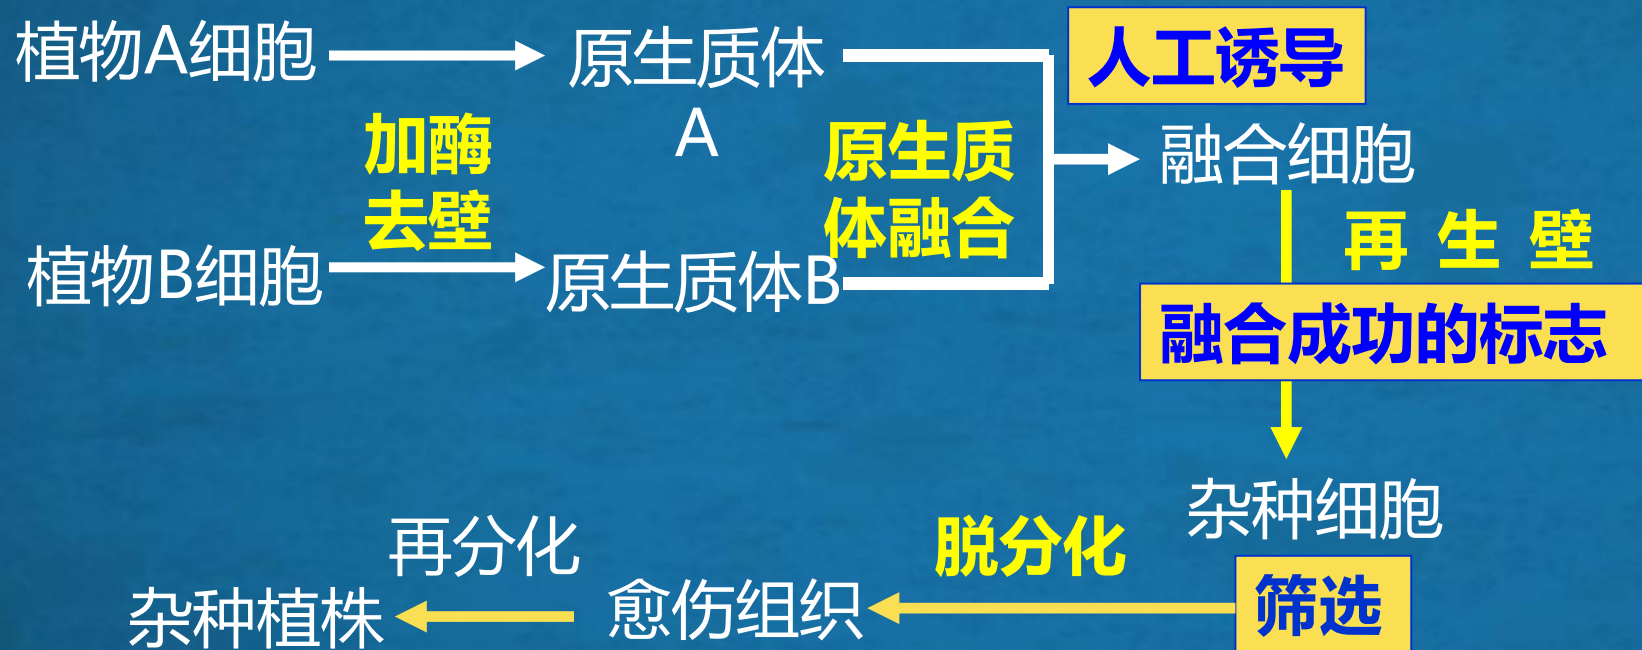 植物A细胞
原生质体
A
人工诱导
加酶
去壁
原生质
体融合
融合细胞
植物B细胞
原生质体B
再 生 壁
融合成功的标志
杂种细胞
筛选
脱分化
愈伤组织
再分化
杂种植株